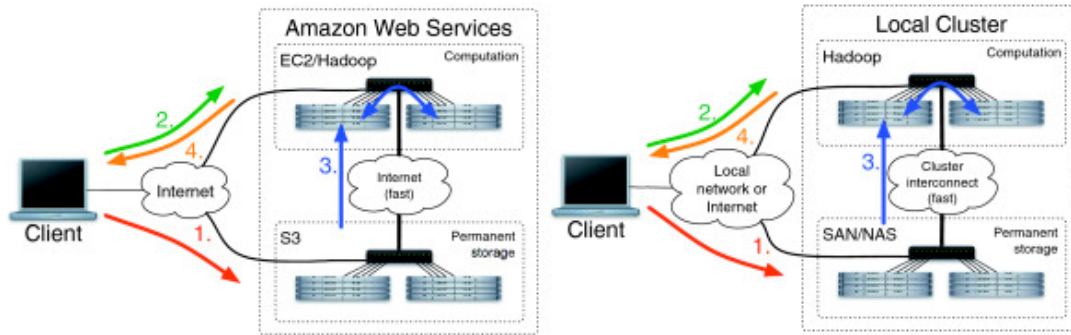 Amazon Web Services
EC2/Hadoop
Computation
2.
4.
3.
Internet
Internet
(fast)
Client
1.
S3
Permanent
storage
Local Cluster
Hadoop
Computation
2.
4.
3.
Local
network or
Internet
Cluster
interconnect
(fast)
Client
1.
SAN/NAS
Permanent
storage